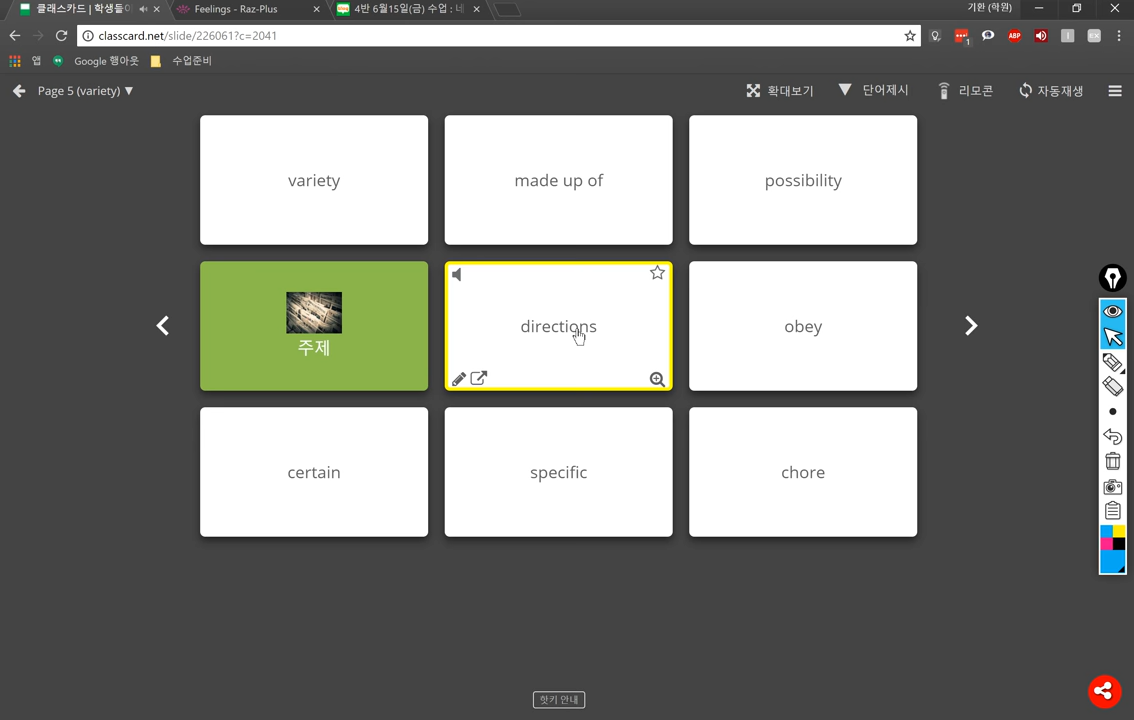 클래스카드 | 학생들이
Feelings - Raz-Plus
4반 6월15일(금) 수업 : 네
기환 (학원)
classcard.net/slide/226061?c=2041
1
ABP
앱
Google 행아웃
수업준비
Page 5 (variety) ▼
확대보기
단어제시
리모콘
자동재생
variety
made up of
possibility
주제
directions
obey
certain
specific
chore
핫키 안내